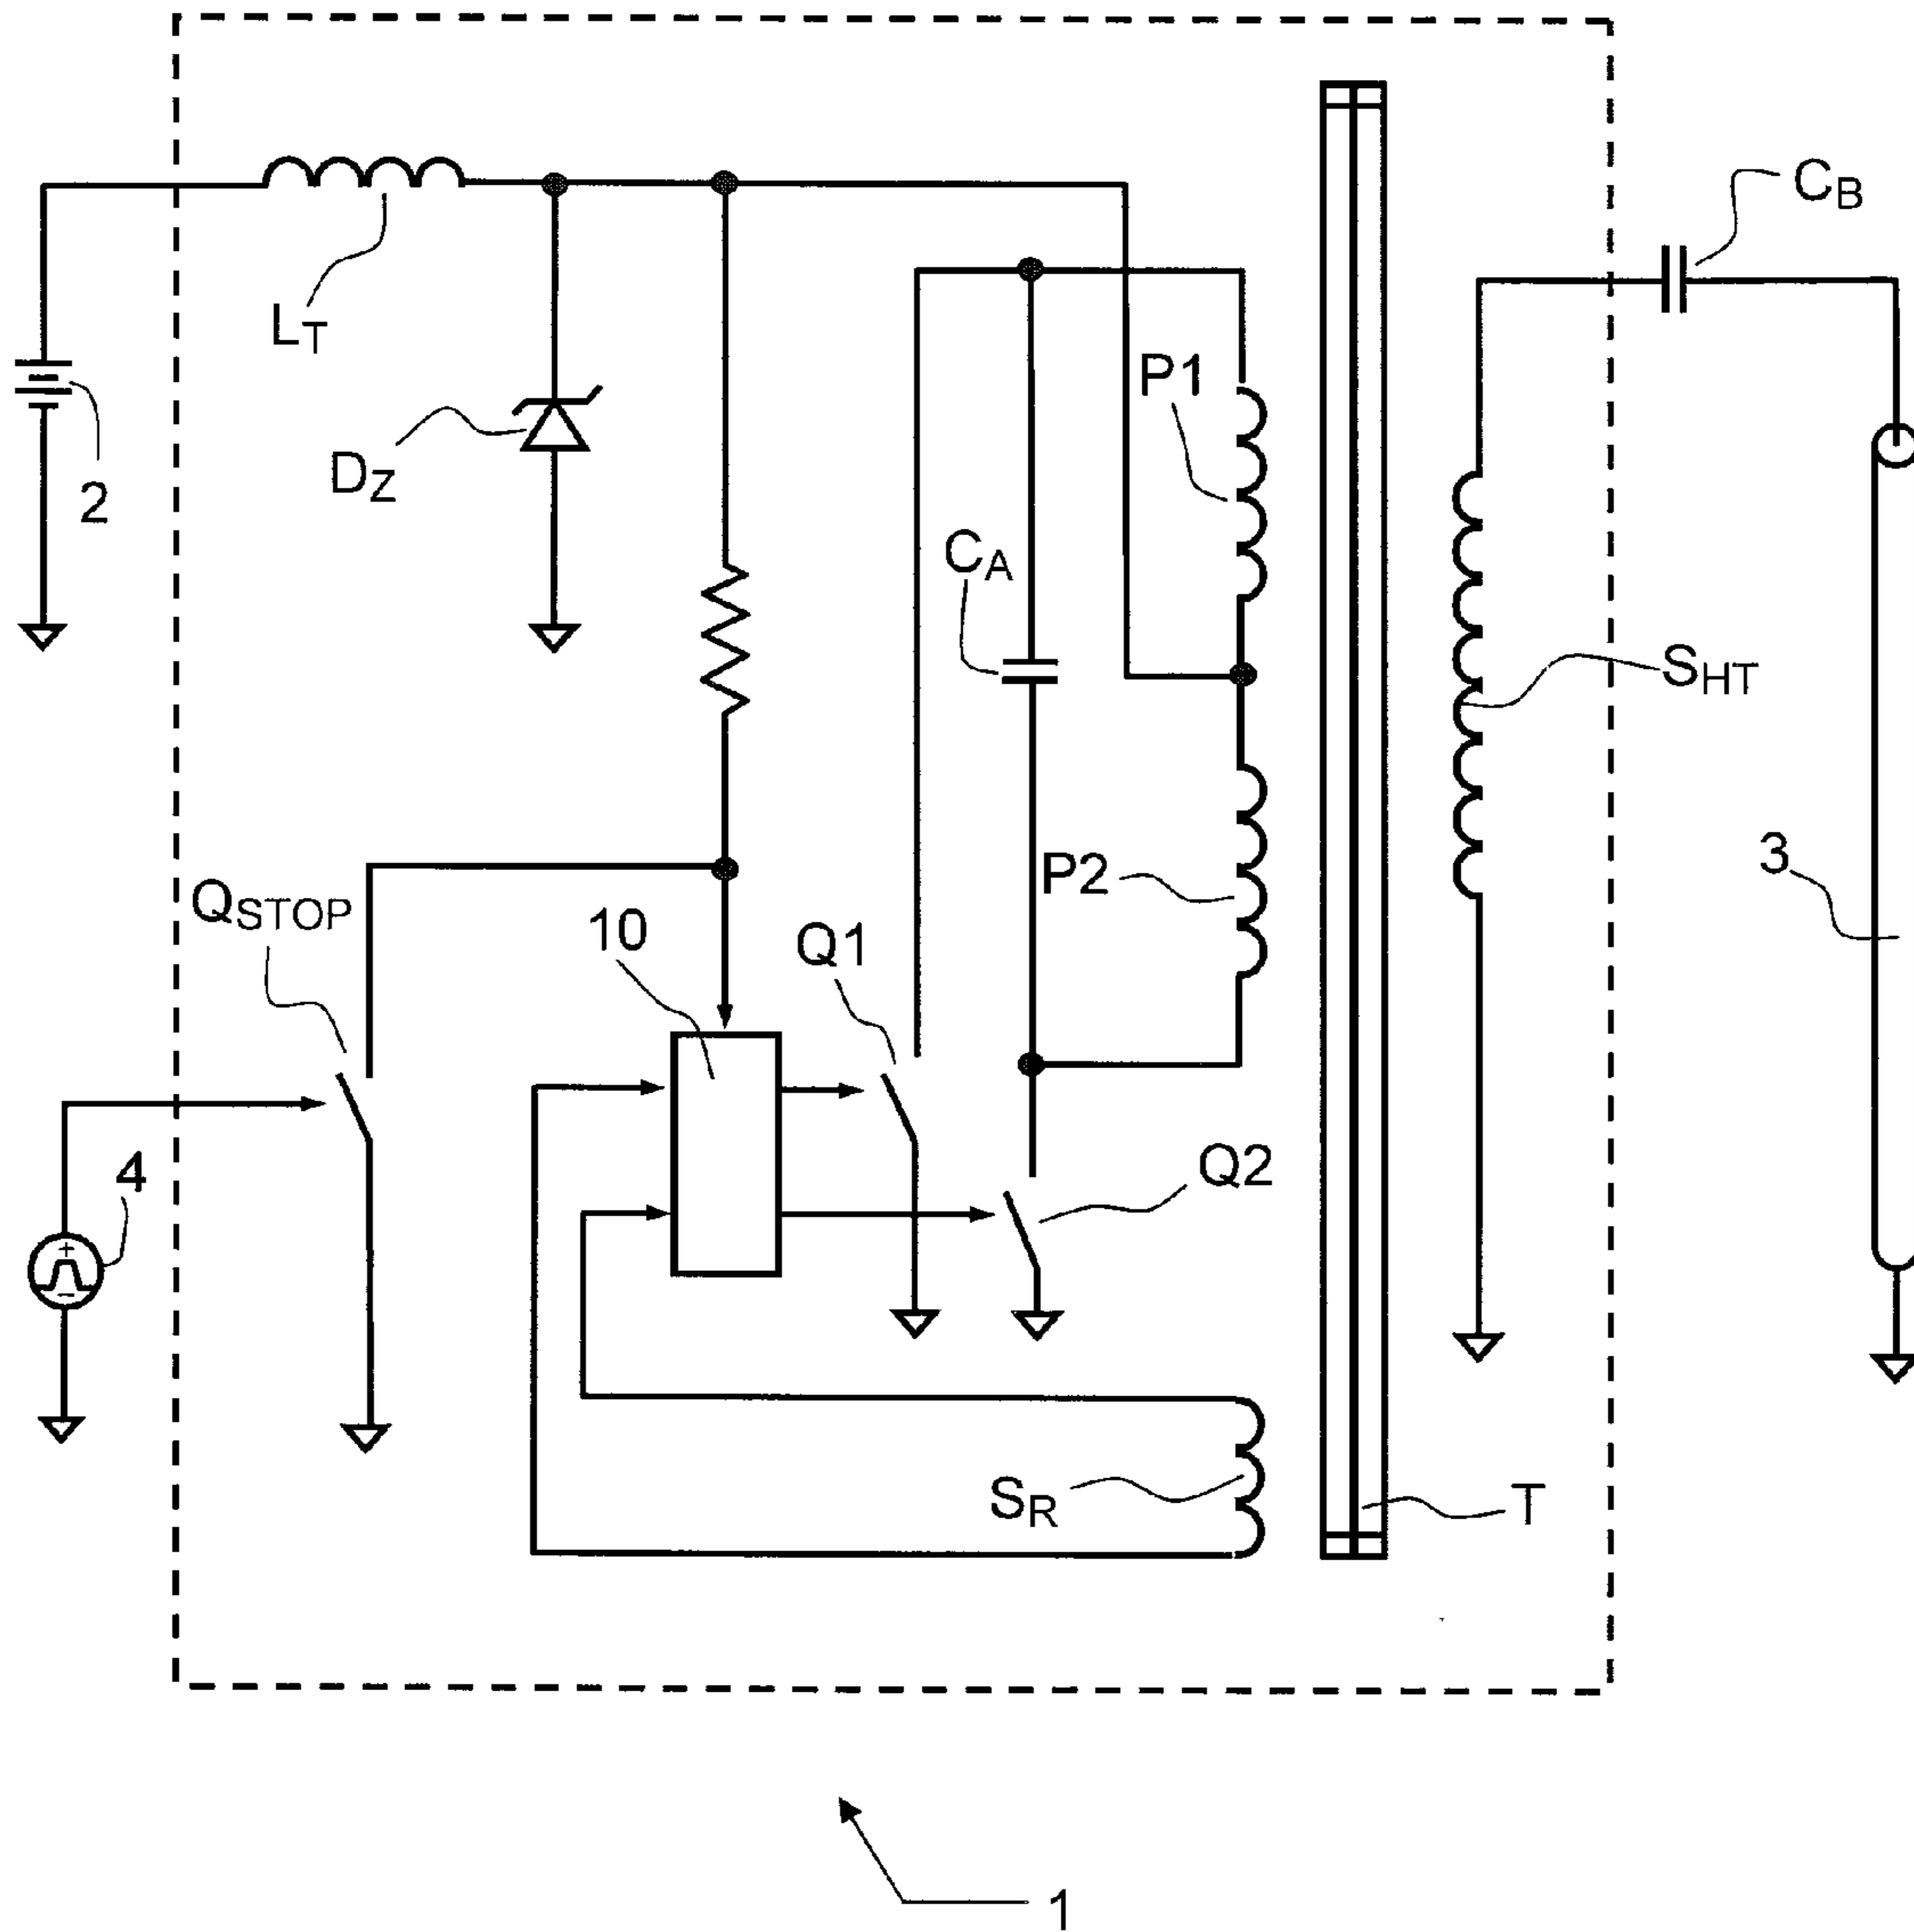 C_B
L_T
P1
2
D_Z
C_A
S_HT
3
P2
Q_STOP
10
Q1
4
Q2
+
−
S_R
T
1